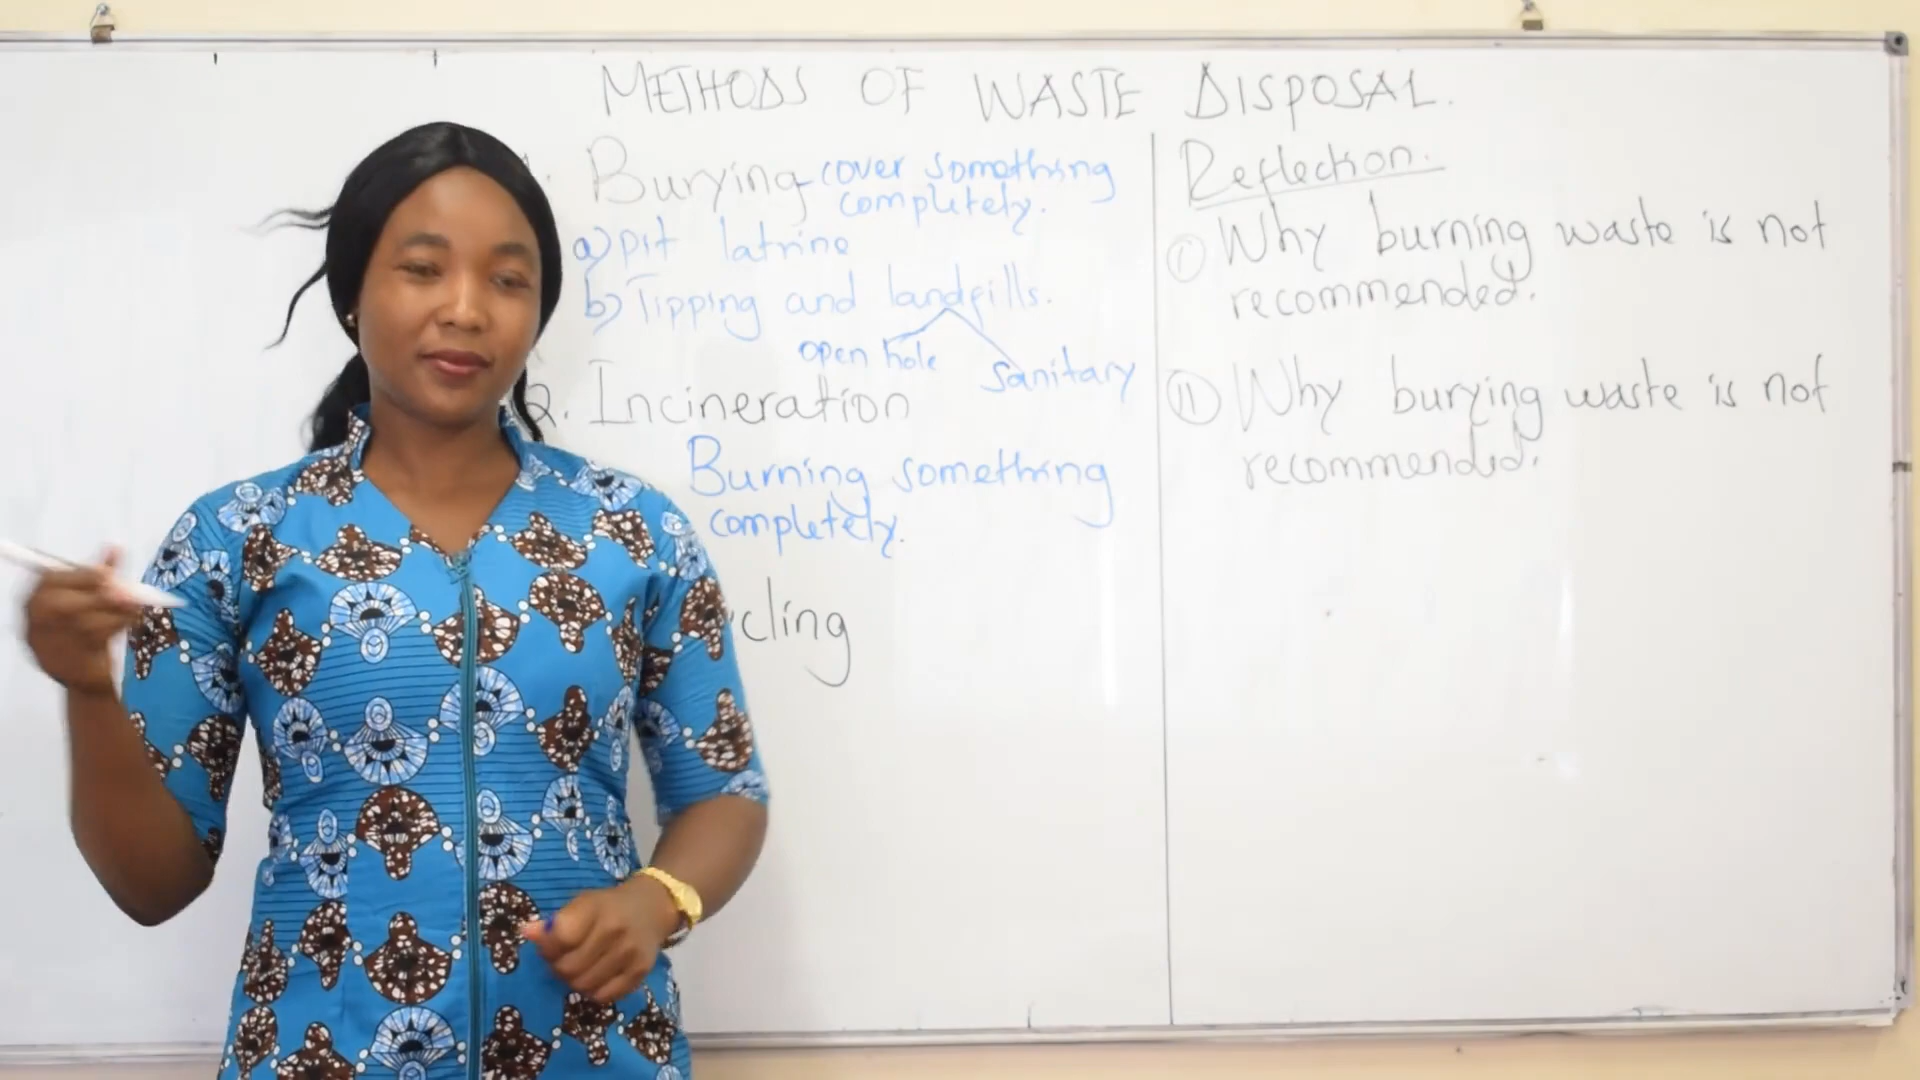 METHODS OF WASTE DISPOSAL.
Burying - cover something
completely.
a) pit latrine
b) Tipping and landfills.
open hole
sanitary
2. Incineration
Burning something
completely.
cling
Reflection.
(I) Why burning waste is not
recommended.
(II) Why burying waste is not
recommended.